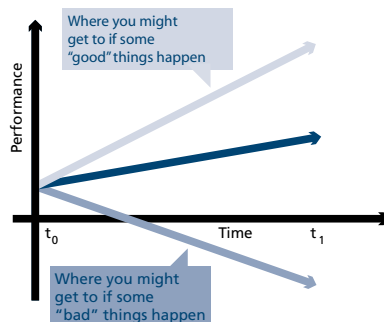 Where you might
get to if some
“good” things happen
Performance
t0
Time
t1
Where you might
get to if some
“bad” things happen